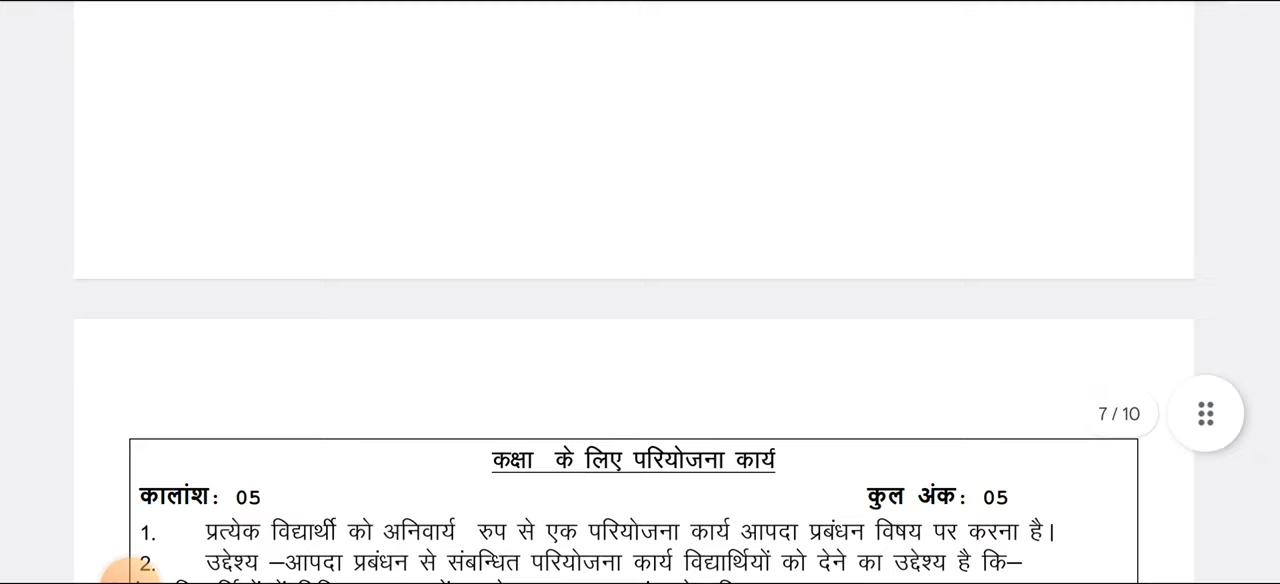 7 / 10
कक्षा के लिए परियोजना कार्य
कालांश: 05 कुल अंक: 05
1. प्रत्येक विद्यार्थी को अनिवार्य रुप से एक परियोजना कार्य आपदा प्रबंधन विषय पर करना है।
2. उद्देश्य –आपदा प्रबंधन से संबन्धित परियोजना कार्य विद्यार्थियों को देने का उद्देश्य है कि–